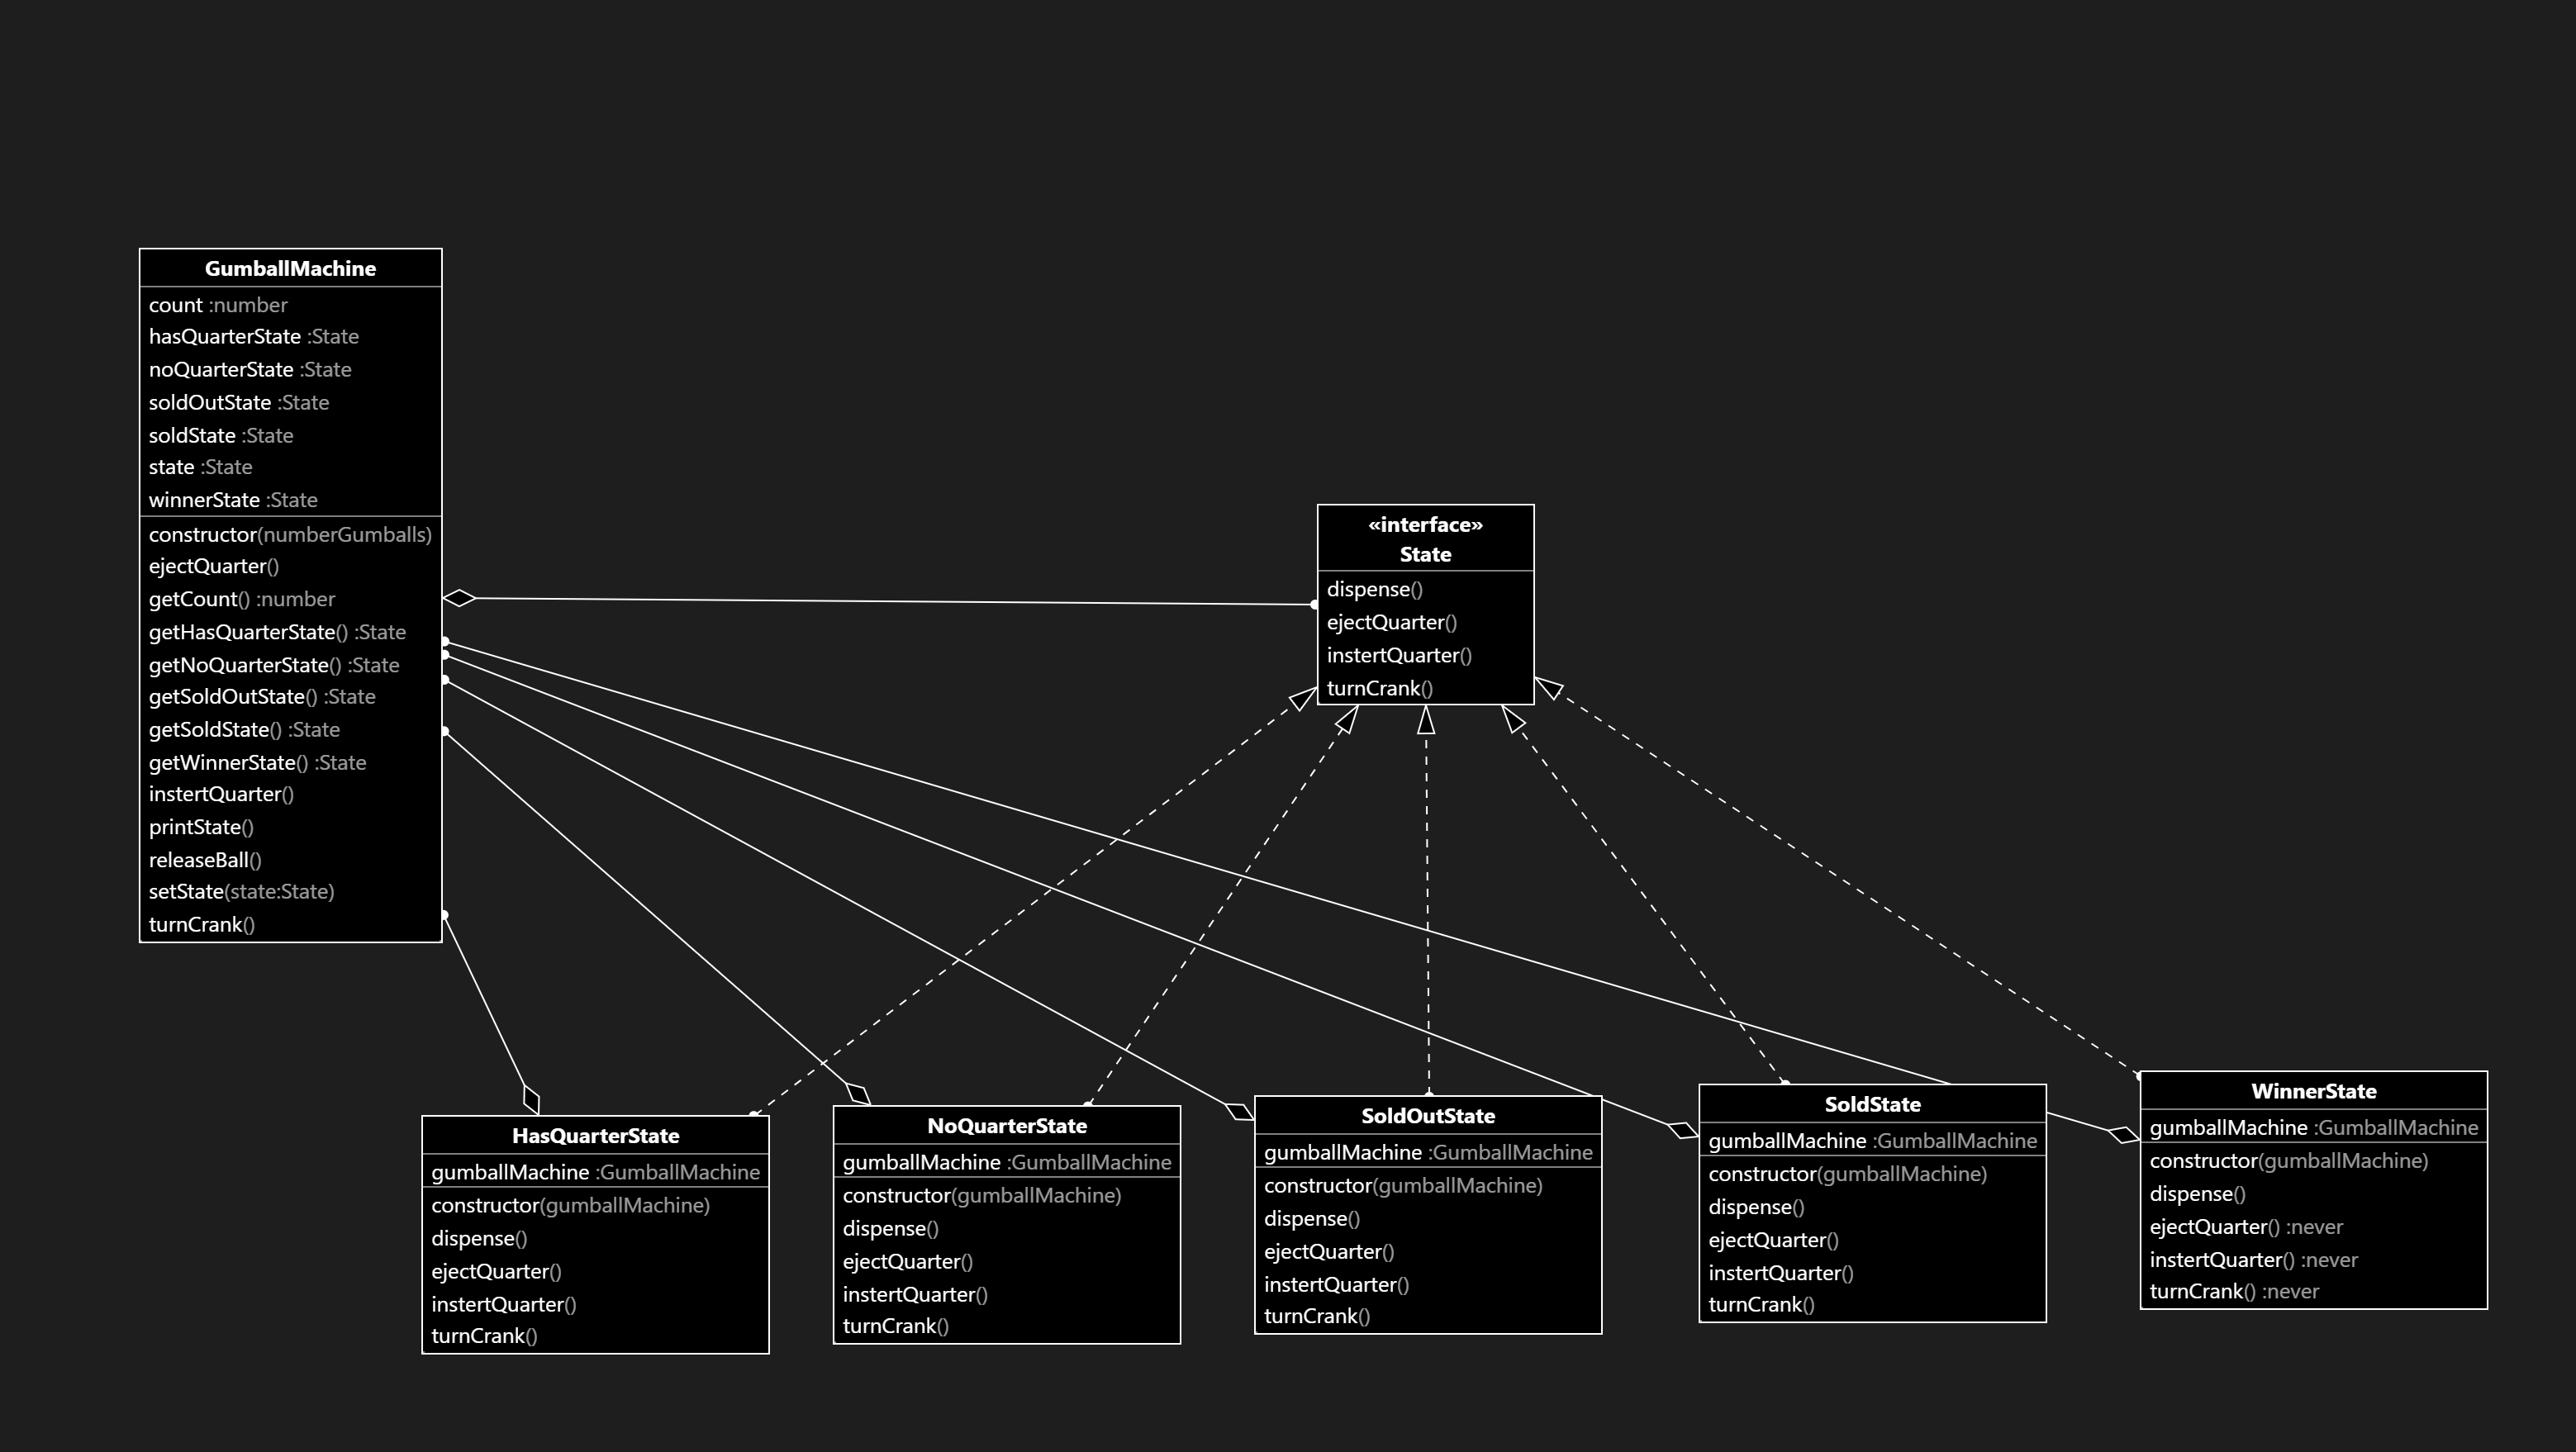 GumballMachine
count :number
hasQuarterState :State
noQuarterState :State
soldOutState :State
soldState :State
state :State
winnerState :State
constructor(numberGumballs)
ejectQuarter()
getCount() :number
getHasQuarterState() :State
getNoQuarterState() :State
getSoldOutState() :State
getSoldState() :State
getWinnerState() :State
instertQuarter()
printState()
releaseBall()
setState(state:State)
turnCrank()
«interface»
State
dispense()
ejectQuarter()
instertQuarter()
turnCrank()
HasQuarterState
gumballMachine :GumballMachine
constructor(gumballMachine)
dispense()
ejectQuarter()
instertQuarter()
turnCrank()
NoQuarterState
gumballMachine :GumballMachine
constructor(gumballMachine)
dispense()
ejectQuarter()
instertQuarter()
turnCrank()
SoldOutState
gumballMachine :GumballMachine
constructor(gumballMachine)
dispense()
ejectQuarter()
instertQuarter()
turnCrank()
SoldState
gumballMachine :GumballMachine
constructor(gumballMachine)
dispense()
ejectQuarter()
instertQuarter()
turnCrank()
WinnerState
gumballMachine :GumballMachine
constructor(gumballMachine)
dispense()
ejectQuarter() :never
instertQuarter() :never
turnCrank() :never